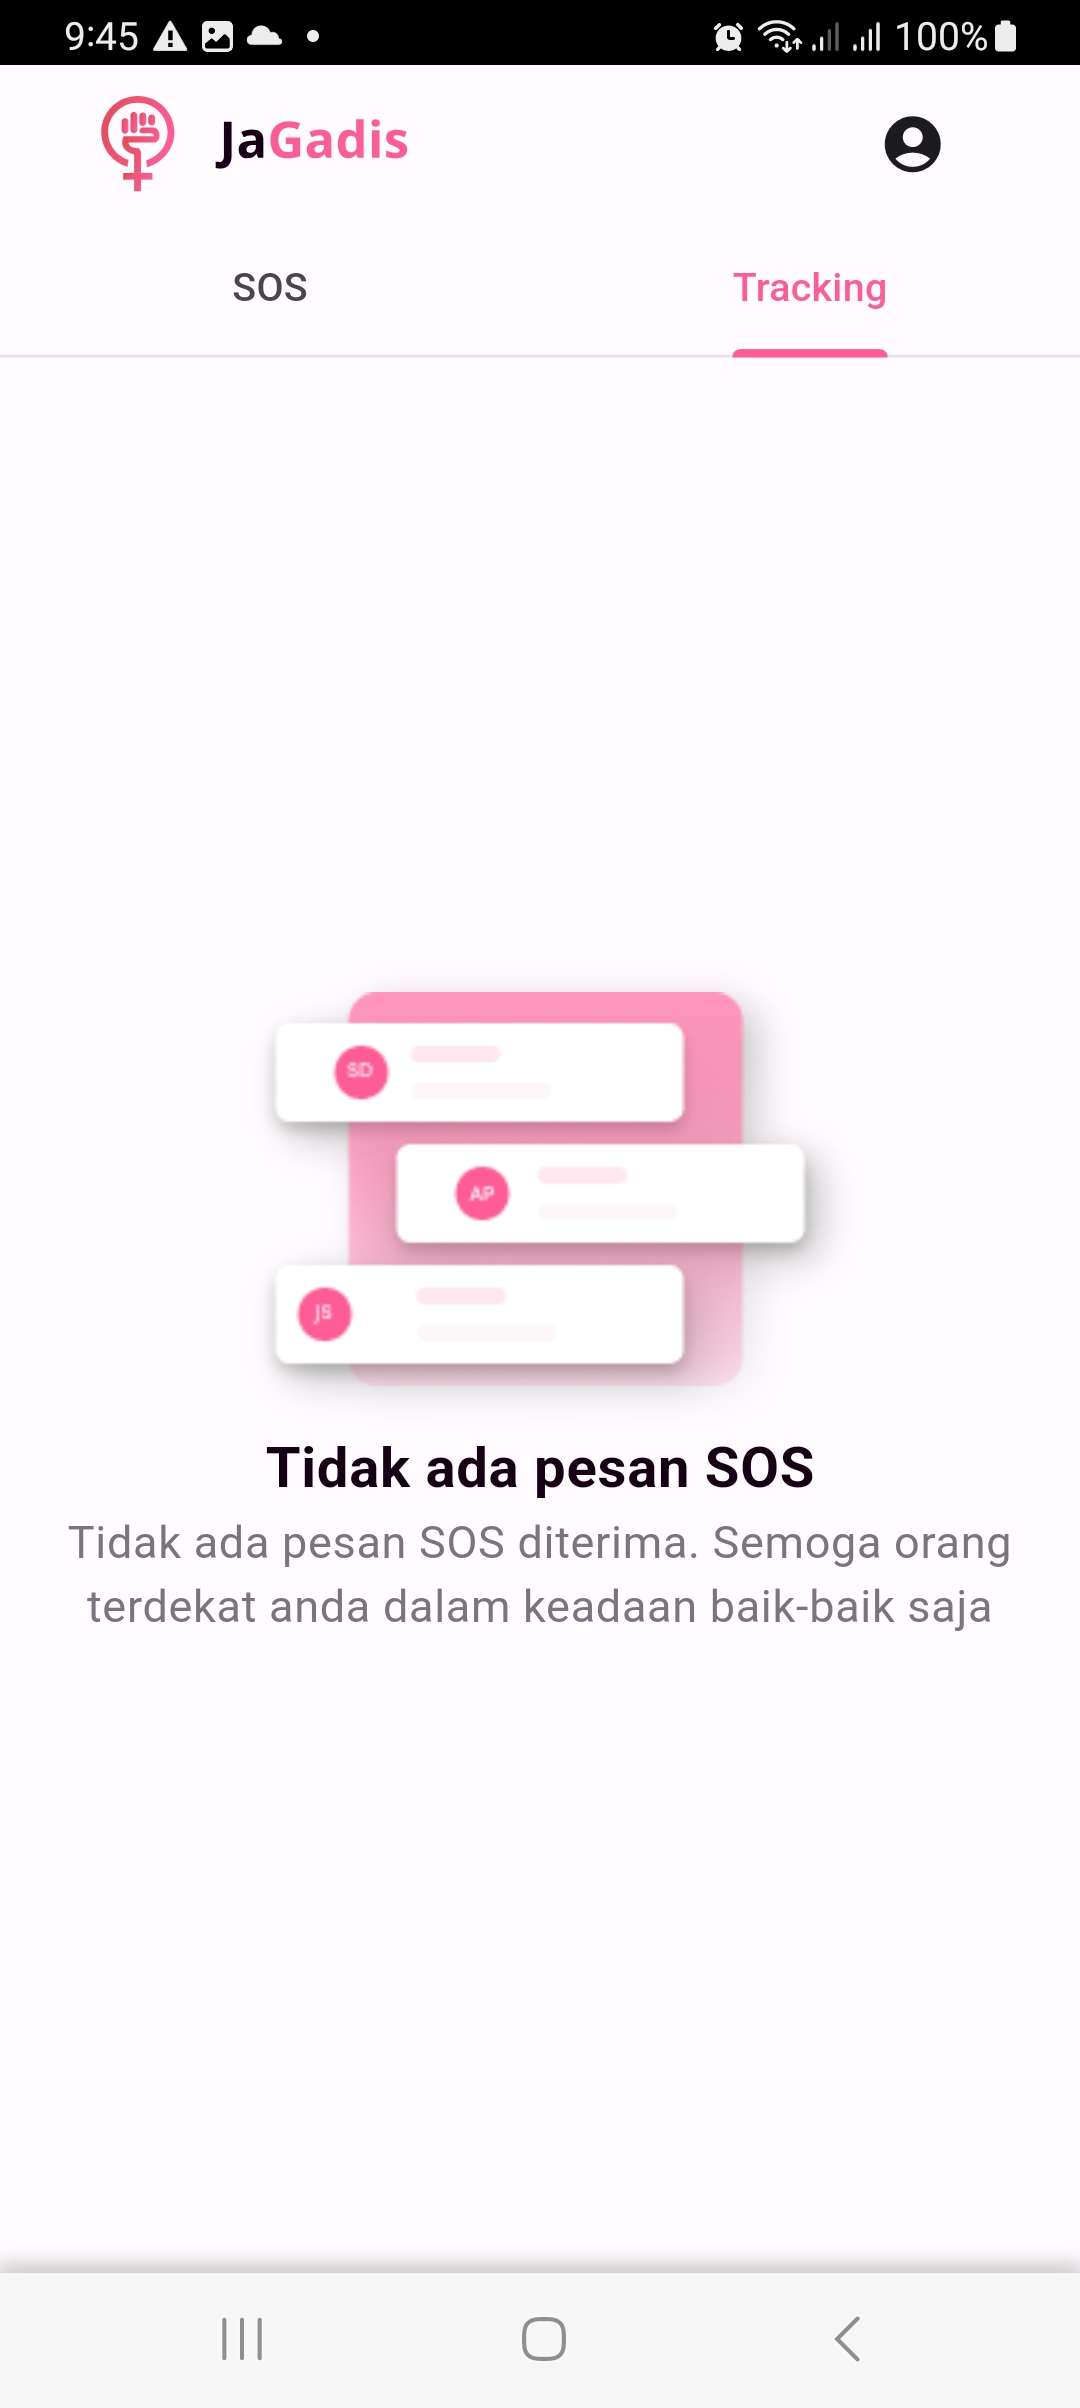 9:45
100%
JaGadis
SOS
Tracking
SD
AP
JS
Tidak ada pesan SOS
Tidak ada pesan SOS diterima. Semoga orang
terdekat anda dalam keadaan baik-baik saja